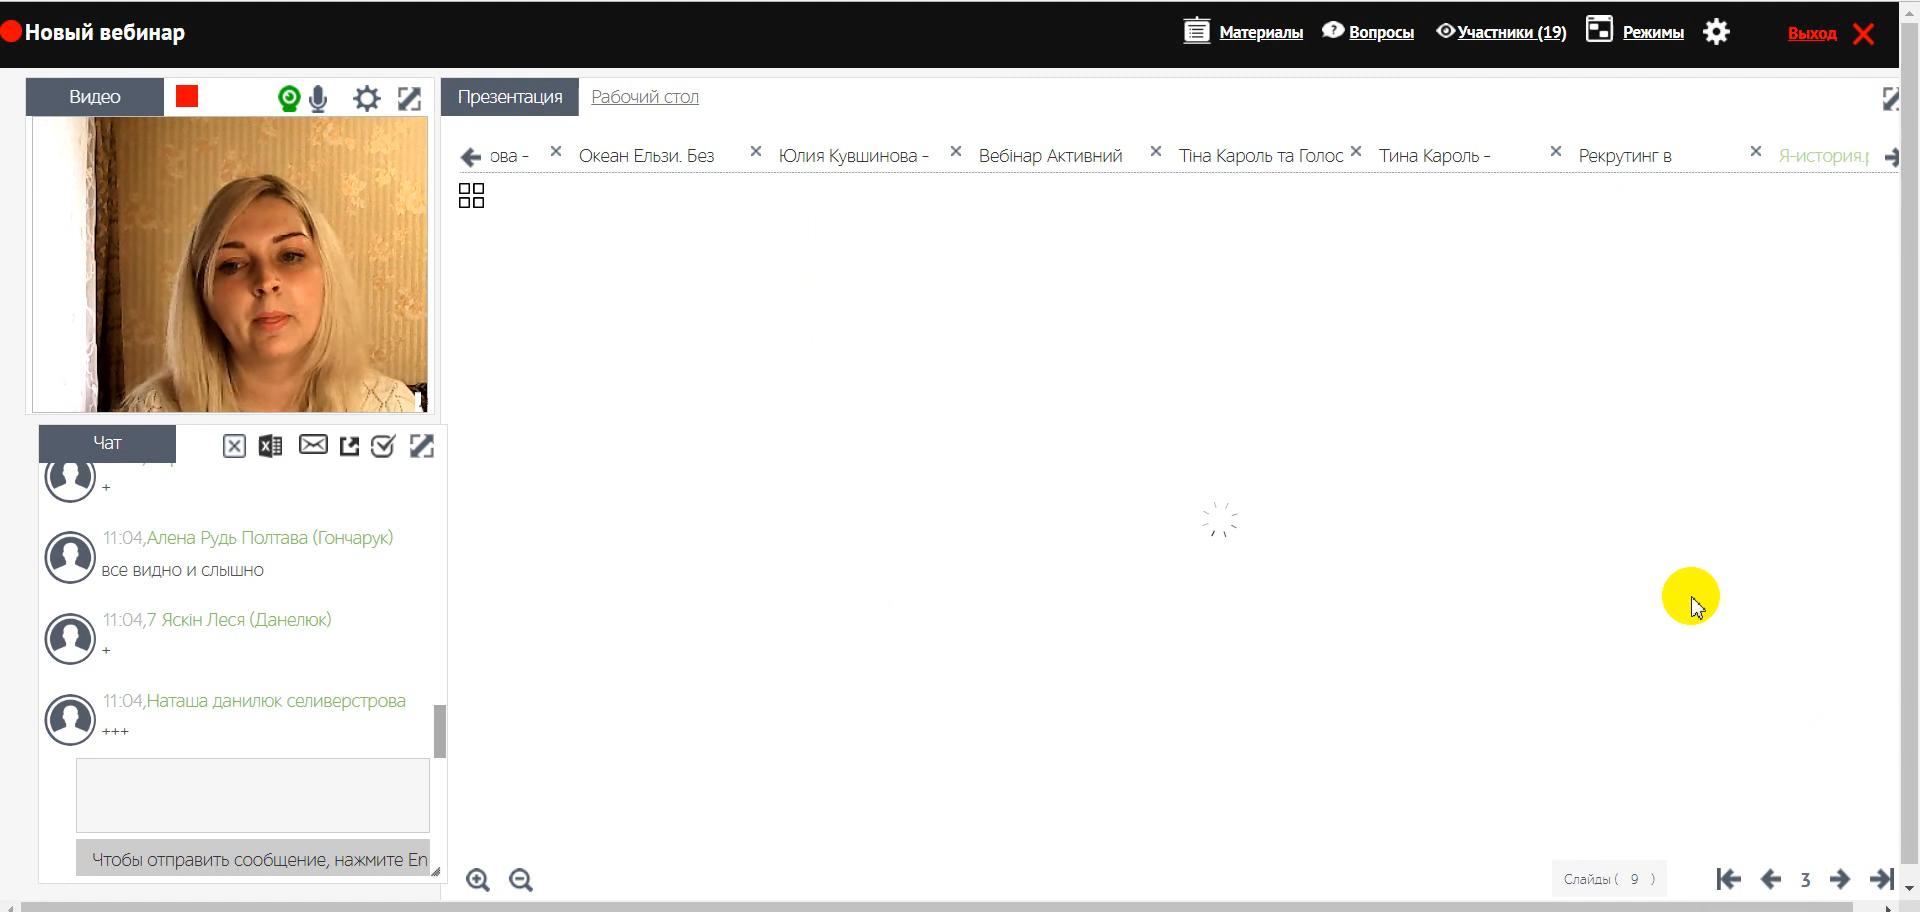 Новый вебинар
Материалы
Вопросы
Участники (19)
Режимы
Выход
Видео
Презентация
Рабочий стол
ова -
Океан Ельзи. Без
Юлия Кувшинова -
Вебінар Активний
Тіна Кароль та Голос
Тина Кароль -
Рекрутинг в
Я-история.р
Чат
+
11:04,Алена Рудь Полтава (Гончарук)
все видно и слышно
11:04,7 Яскін Леся (Данелюк)
+
11:04,Наташа данилюк селиверстрова
+++
Чтобы отправить сообщение, нажмите En
Слайды ( 9 )
3